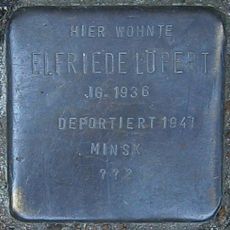 HIER WOHNTE
ELFRIEDE LÖPERT
JG. 1936
DEPORTIERT 1941
MINSK
???